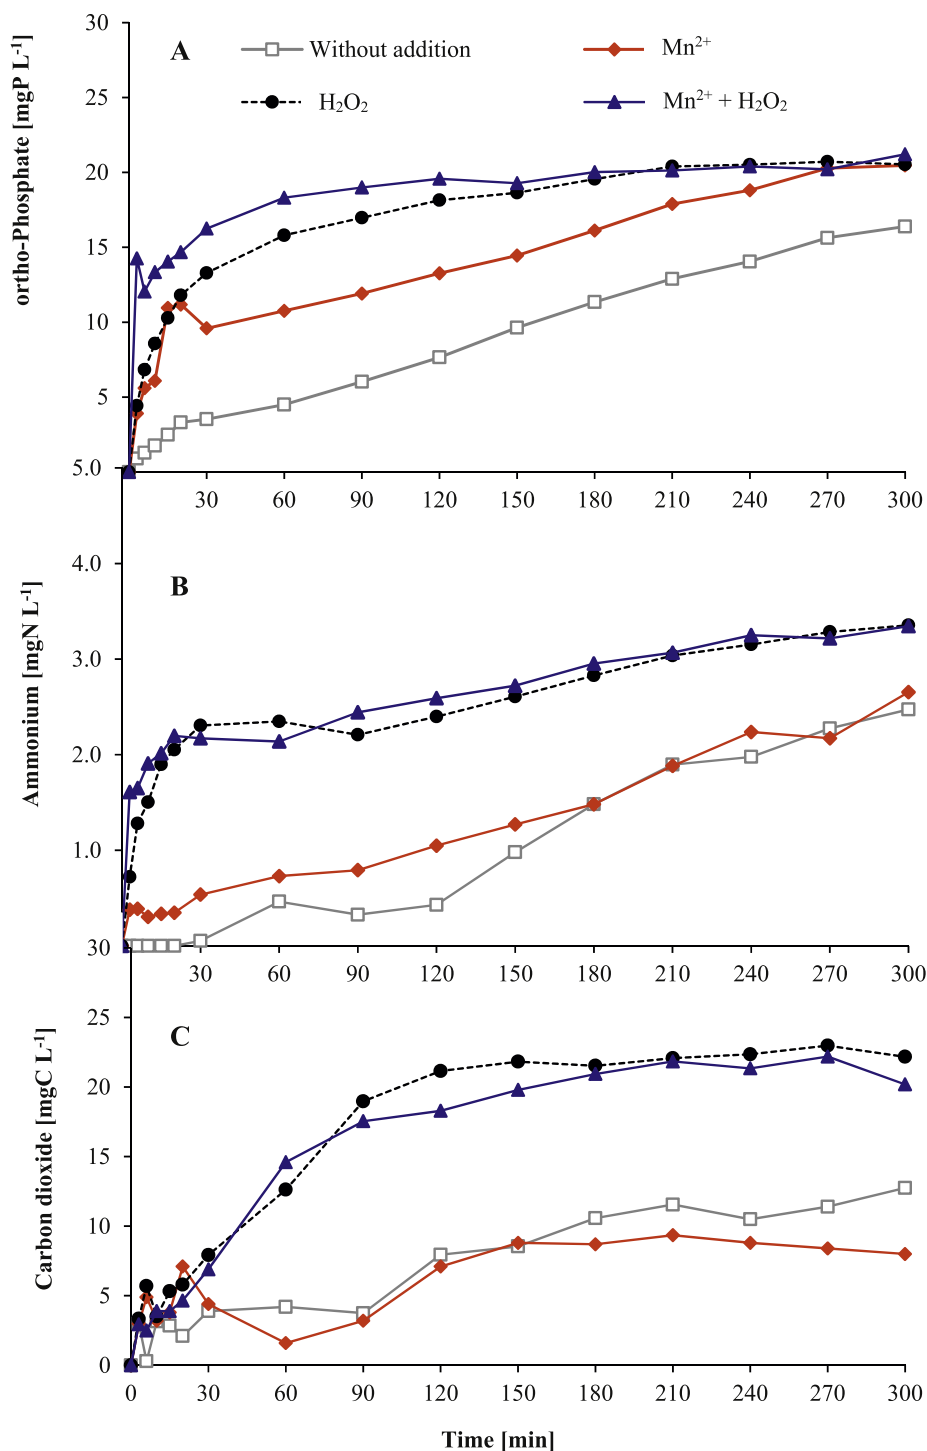 30
A
Without addition
Mn²⁺
H₂O₂
Mn²⁺ + H₂O₂
25
20
15
10
5
ortho-Phosphate [mgP L⁻¹]
5.0
30 60 90 120 150 180 210 240 270 300
4.0
B
3.0
2.0
1.0
Ammonium [mgN L⁻¹]
30
30 60 90 120 150 180 210 240 270 300
25
C
20
15
10
5
0
Carbon dioxide [mgC L⁻¹]
0 30 60 90 120 150 180 210 240 270 300
Time [min]